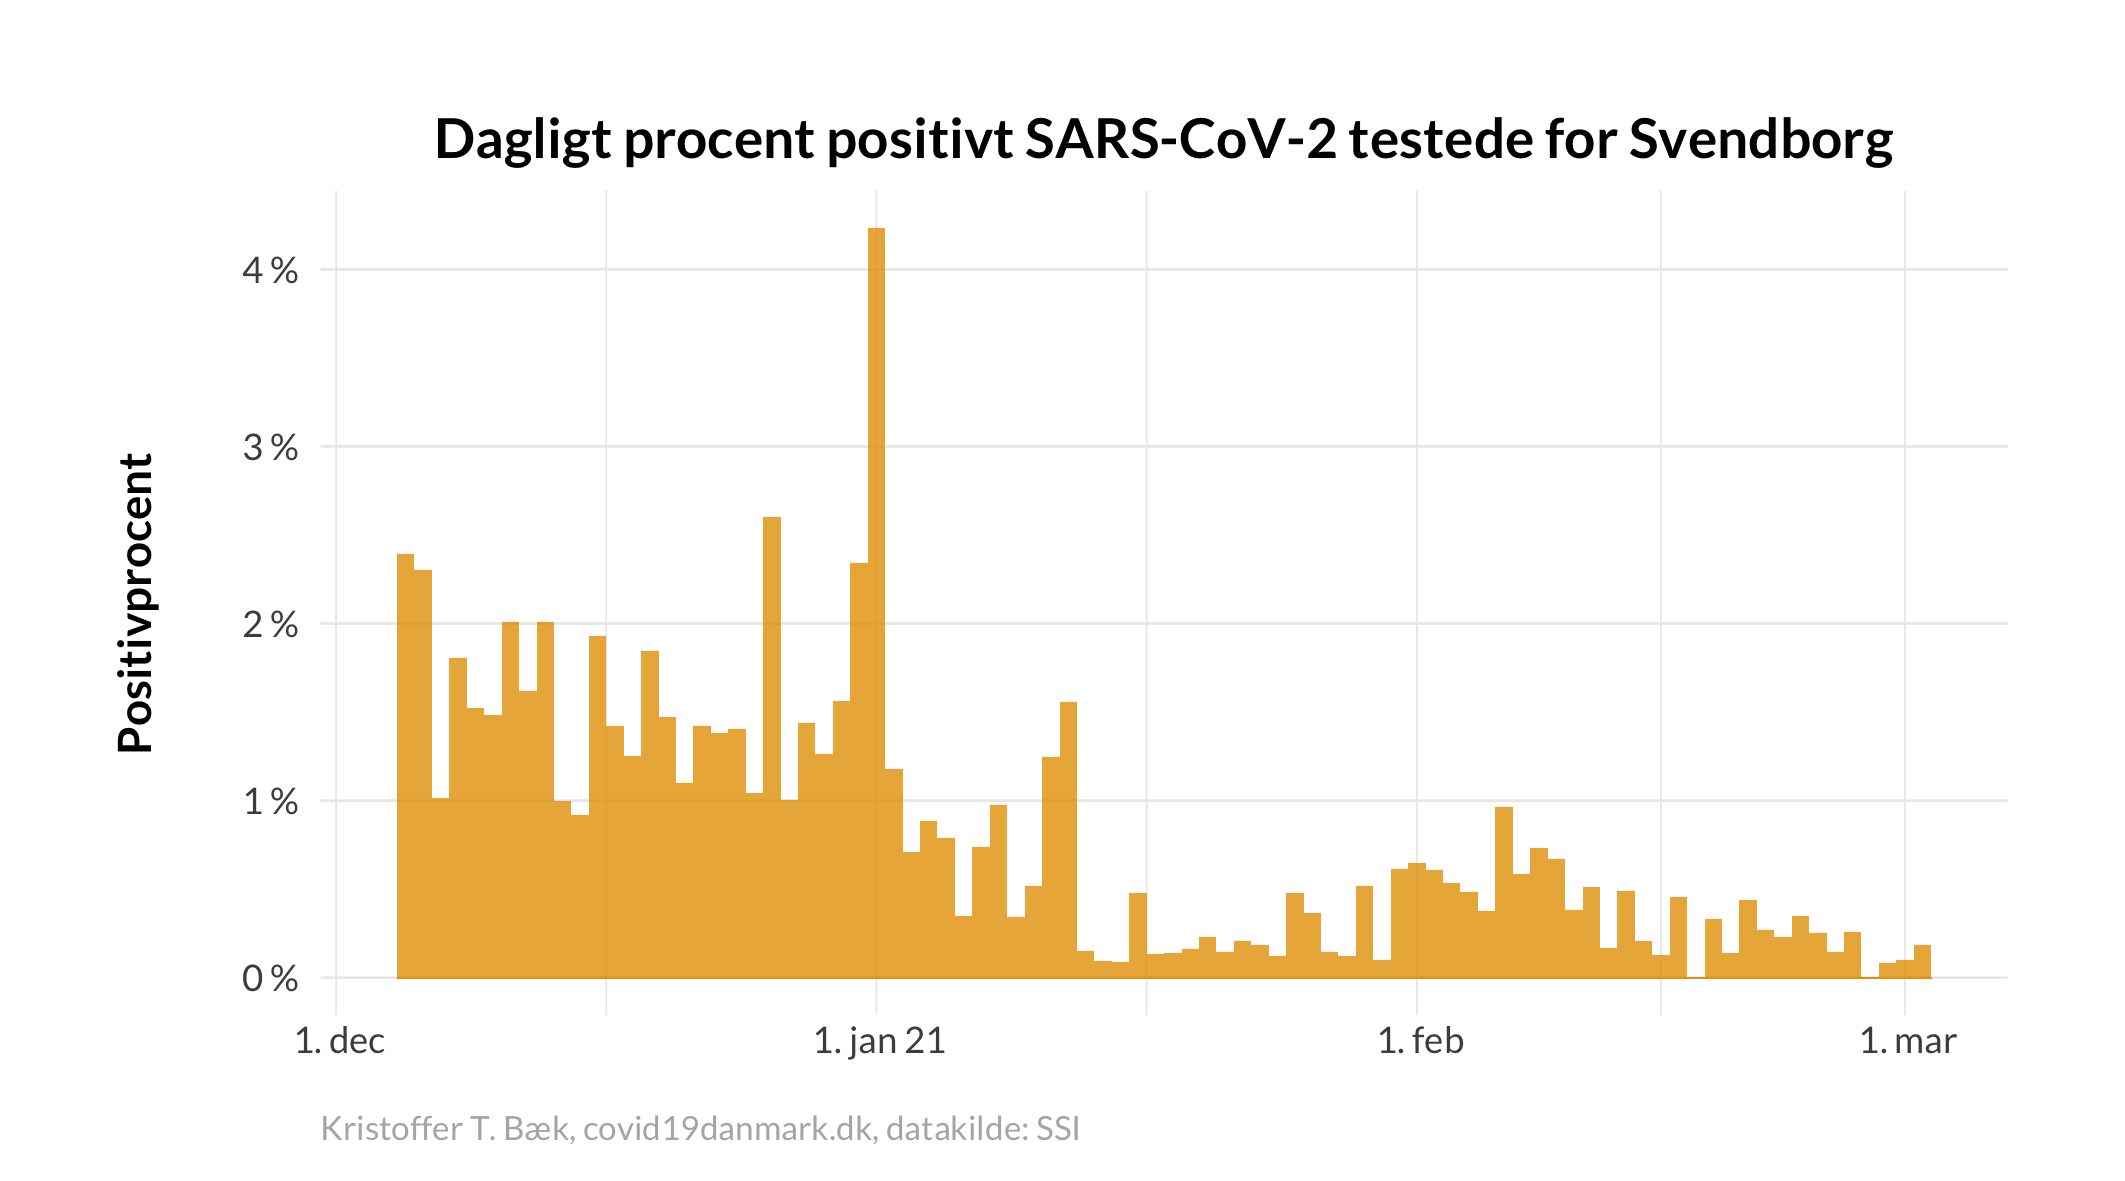 Dagligt procent positivt SARS-CoV-2 testede for Svendborg
Positivprocent
4 %
3 %
2 %
1 %
0 %
1. dec
1. jan 21
1. feb
1. mar
Kristoffer T. Bæk, covid19danmark.dk, datakilde: SSI